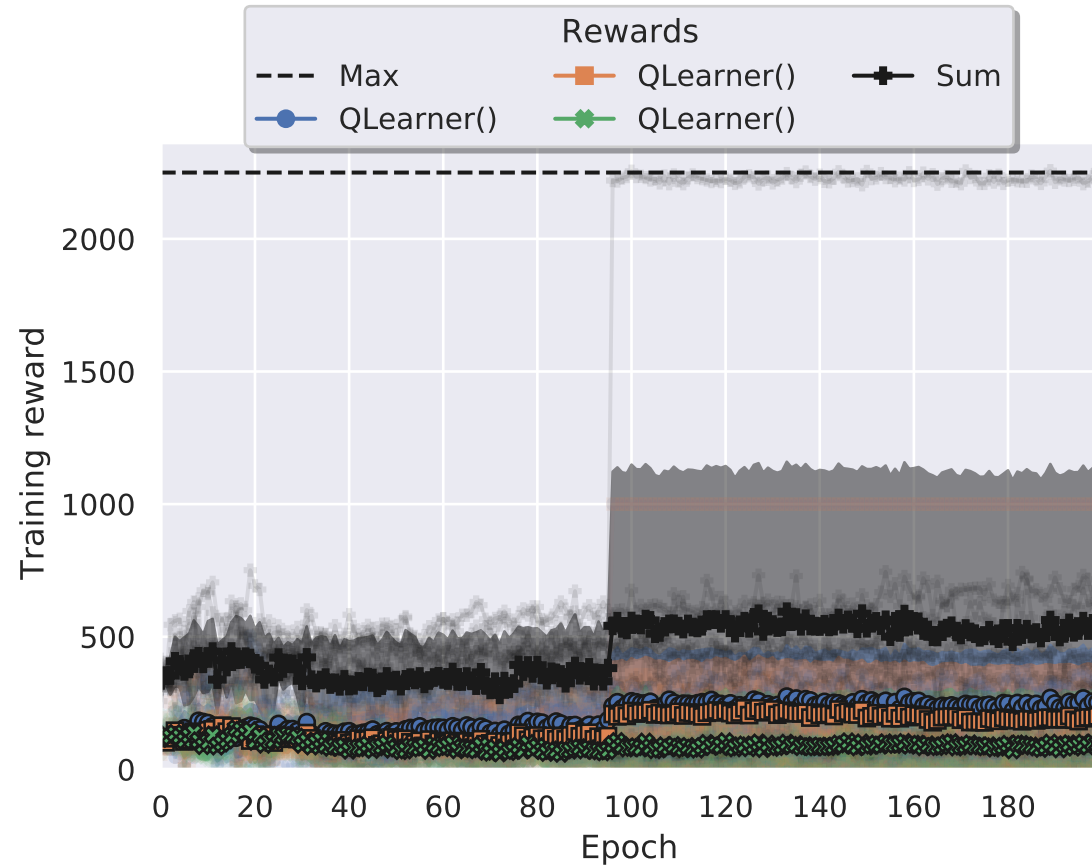 Rewards
Max QLearner() Sum
QLearner() QLearner()
2000
1500
1000
500
0
Training reward
0 20 40 60 80 100 120 140 160 180
Epoch